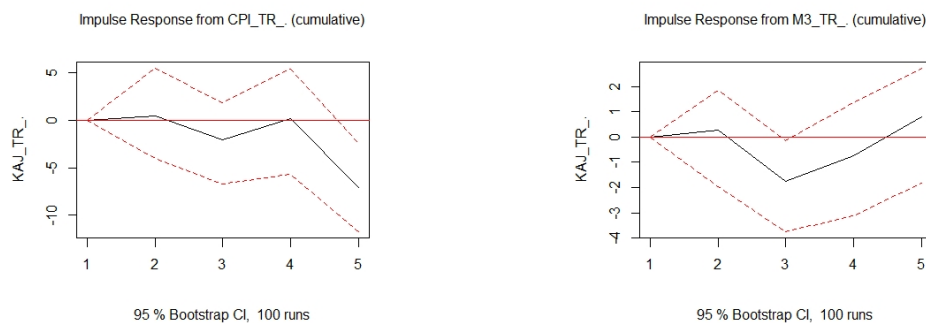 Impulse Response from CPI_TR_. (cumulative)
KAJ_TR_.
5
0
-5
-10
1 2 3 4 5
95 % Bootstrap CI, 100 runs
Impulse Response from M3_TR_. (cumulative)
KAJ_TR_.
2
1
0
-1
-2
-3
-4
1 2 3 4 5
95 % Bootstrap CI, 100 runs